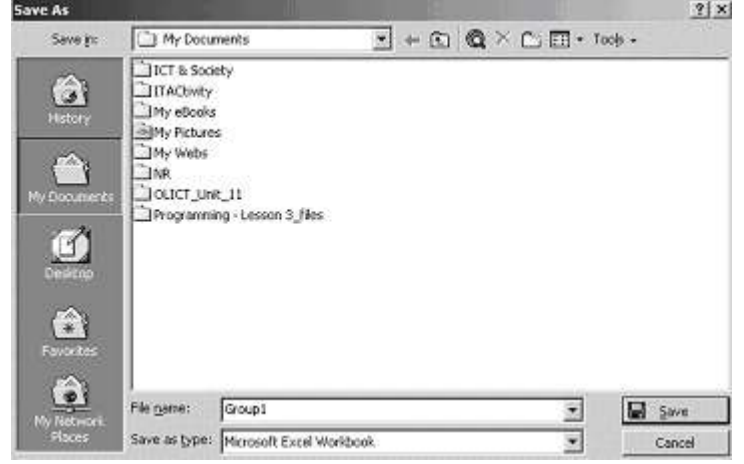 Save As
Save in: My Documents Tools
History
My Documents
Desktop
Favorites
My Network
Places
ICT & Society
ITACtivity
My eBooks
My Pictures
My Webs
NR
OLICT_Unit_11
Programming - Lesson 3_files
File name: Group1 Save
Save as type: Microsoft Excel Workbook Cancel